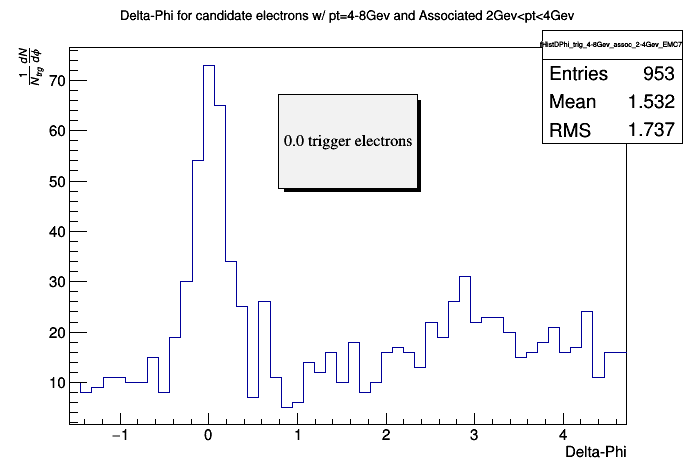 Delta-Phi for candidate electrons w/ pt=4-8Gev and Associated 2Gev<pt<4Gev
fHistDPhi_trig_4-8Gev_assoc_2-4Gev_EMC7
Entries 953
Mean 1.532
RMS 1.737
1 dN
N_trg dϕ
0.0 trigger electrons
70
60
50
40
30
20
10
−1 0 1 2 3 4
Delta-Phi